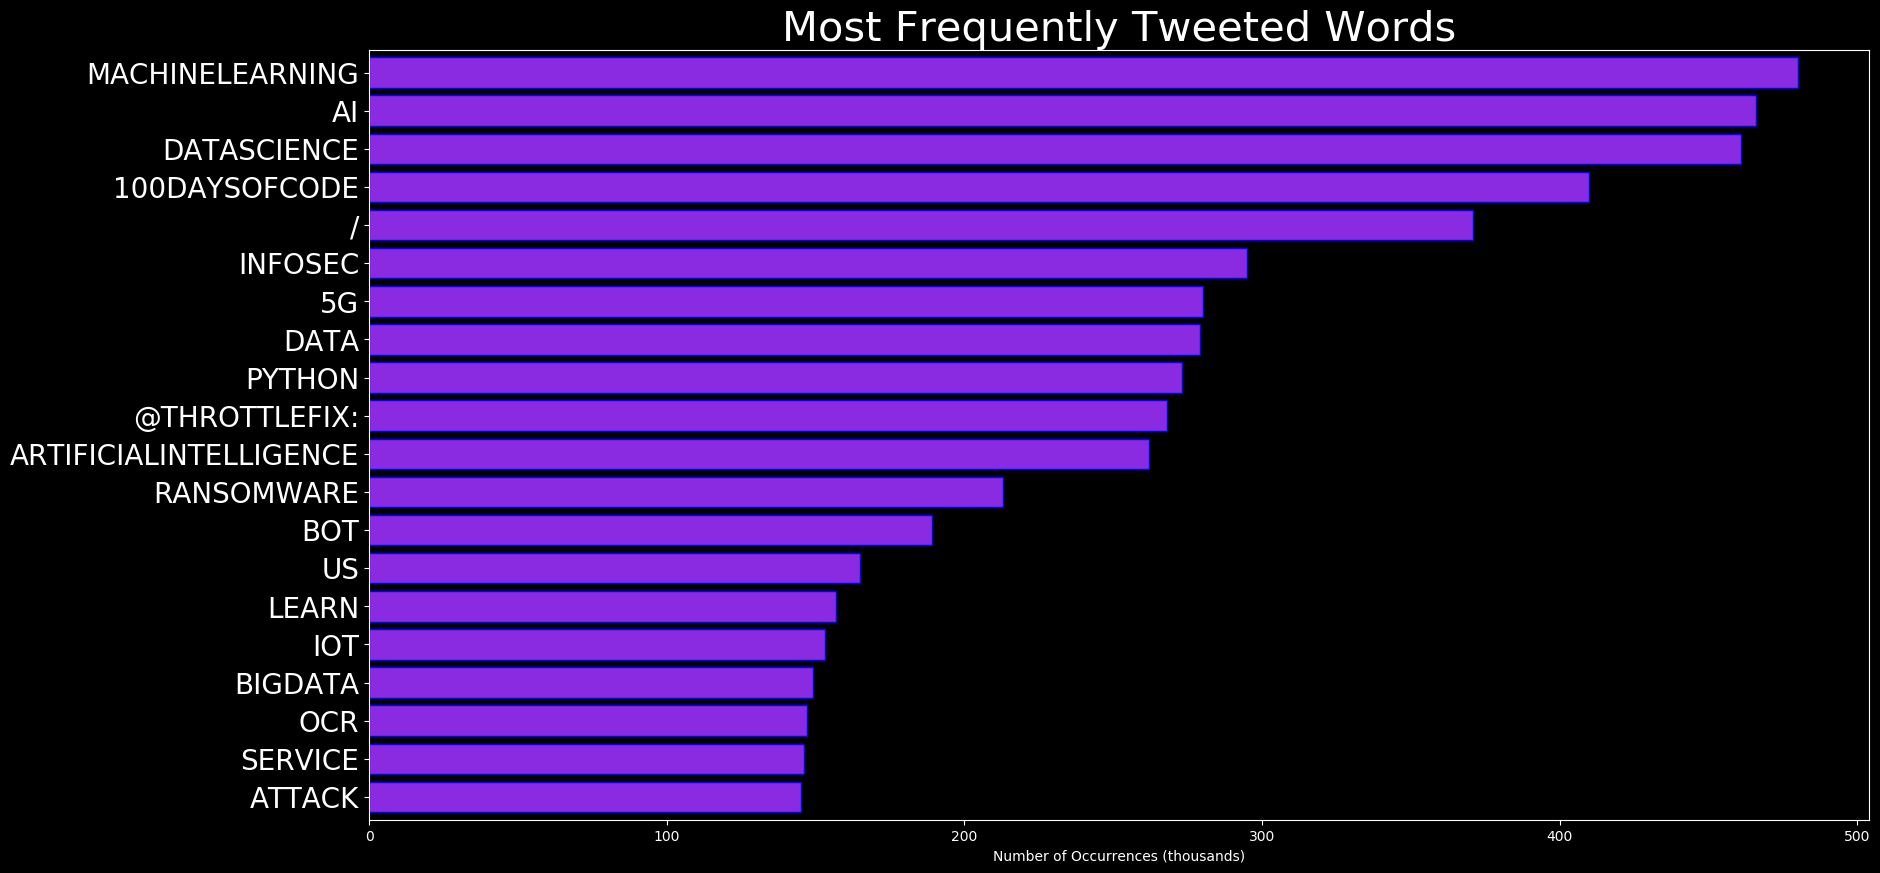 Most Frequently Tweeted Words
MACHINELEARNING
AI
DATASCIENCE
100DAYSOFCODE
/
INFOSEC
5G
DATA
PYTHON
@THROTTLEFIX:
ARTIFICIALINTELLIGENCE
RANSOMWARE
BOT
US
LEARN
IOT
BIGDATA
OCR
SERVICE
ATTACK
0 100 200 300 400 500
Number of Occurrences (thousands)